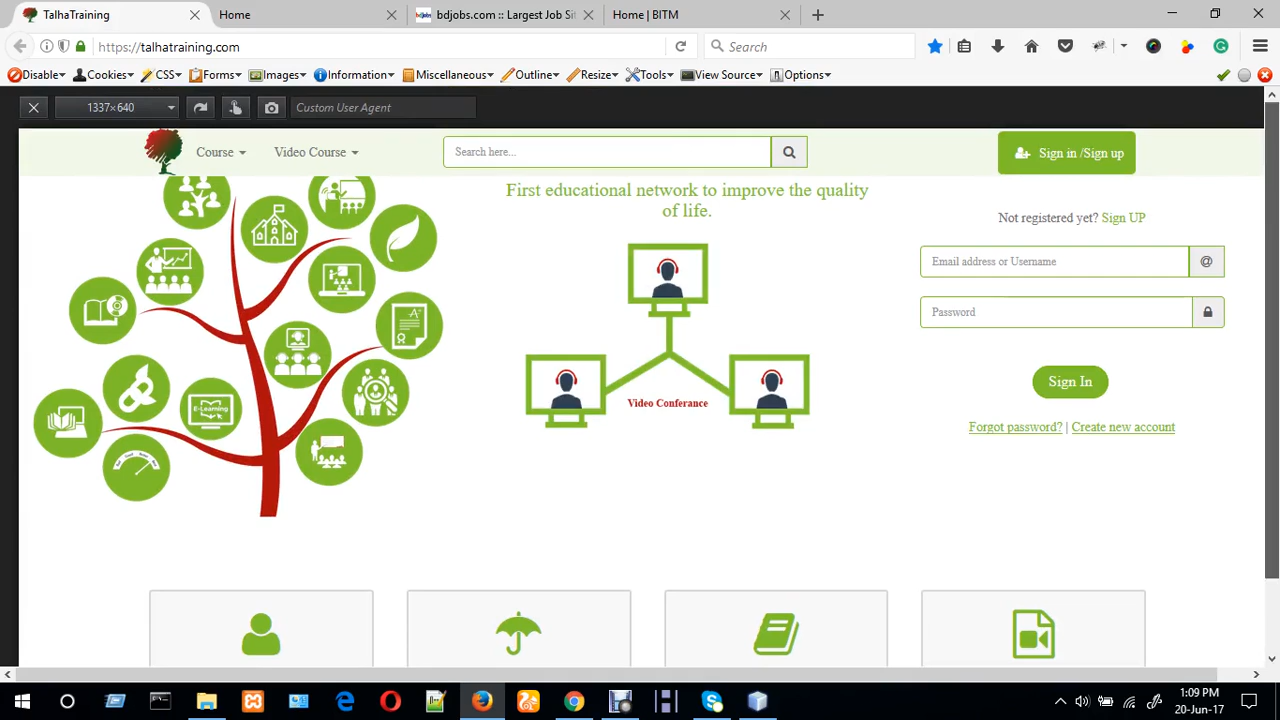 TalhaTraining
Home
bdjobs.com :: Largest Job Sit
Home | BITM
https://talhatraining.com
Search
Disable
Cookies
CSS
Forms
Images
Information
Miscellaneous
Outline
Resize
Tools
View Source
Options
1337×640
Custom User Agent
Course
Video Course
Search here...
Sign in /Sign up
First educational network to improve the quality
of life.
Not registered yet? Sign UP
Email address or Username
@
Password
A+
E-Learning
Video Conferance
Sign In
Forgot password? | Create new account
1:09 PM
20-Jun-17